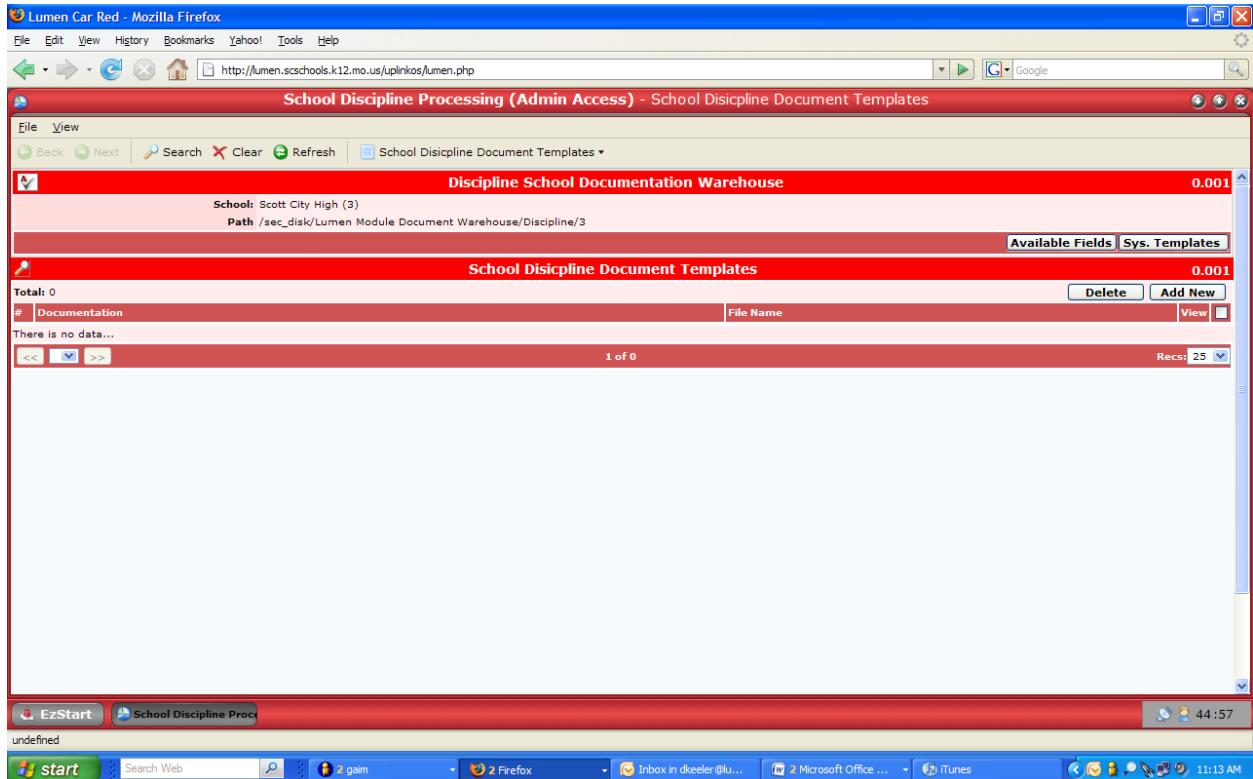 Lumen Car Red - Mozilla Firefox
File Edit View History Bookmarks Yahoo! Tools Help
http://lumen.scschools.k12.mo.us/uplinkos/lumen.php G Google
School Discipline Processing (Admin Access) - School Disicpline Document Templates
File View
Back Next Search Clear Refresh School Disicpline Document Templates
Discipline School Documentation Warehouse 0.001
School: Scott City High (3)
Path /sec_disk/Lumen Module Document Warehouse/Discipline/3
Available Fields Sys. Templates
School Disicpline Document Templates 0.001
Total: 0 Delete Add New
# Documentation File Name View
There is no data...
<< >> 1 of 0 Recs: 25
EzStart School Discipline Proce 44:57
undefined
start Search Web 2 gaim 2 Firefox Inbox in dkeeler@lu... 2 Microsoft Office ... iTunes 11:13 AM